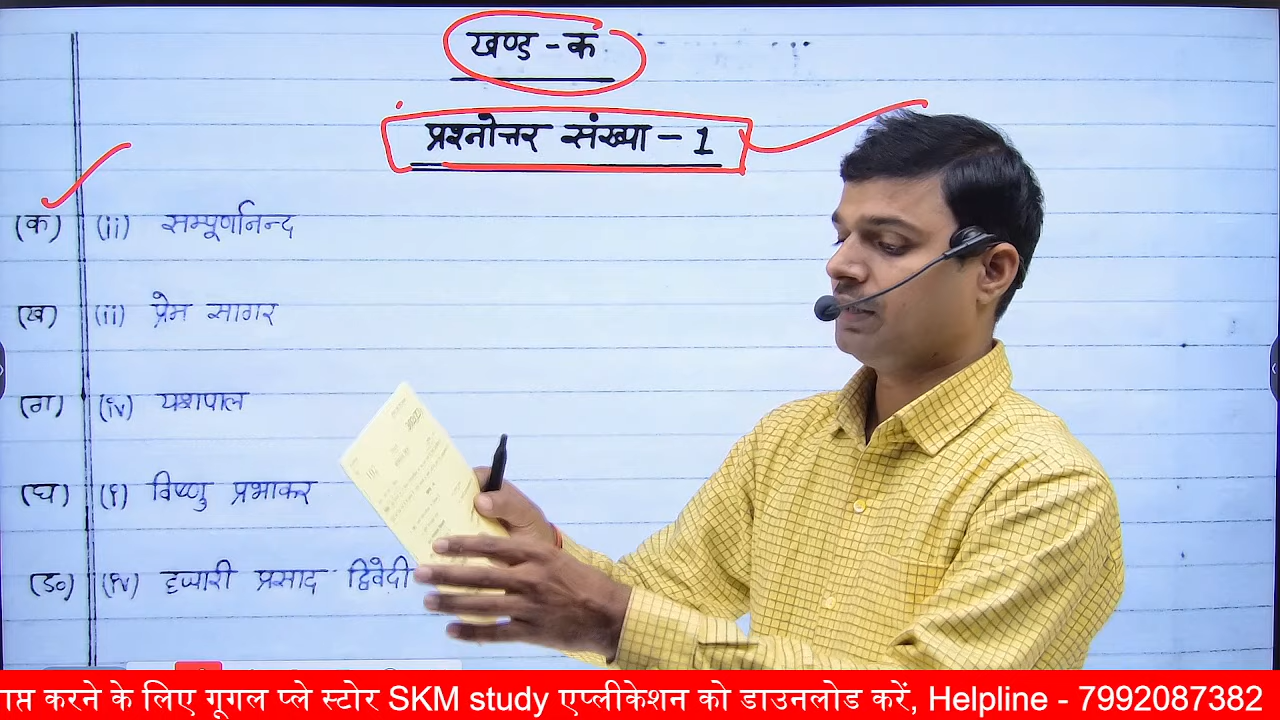 खण्ड - क
प्रश्नोत्तर संख्या - 1
(क) (ii) सम्पूर्णानन्द
(ख) (ii) प्रेम सागर
(ग) (iv) यशपाल
(घ) (i) विष्णु प्रभाकर
(ङ) (iv) हजारी प्रसाद द्विवेदी
करने के लिए गूगल प्ले स्टोर SKM study एप्लीकेशन को डाउनलोड करें, Helpline - 7992087382